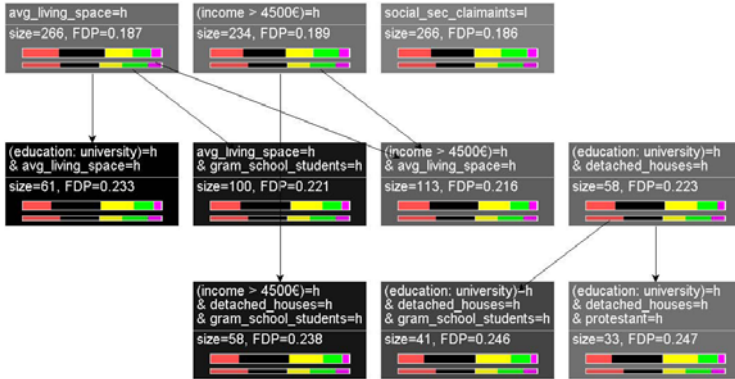 avg_living_space=h
size=266, FDP=0.187
(income > 4500€)=h
size=234, FDP=0.189
social_sec_claimaints=l
size=266, FDP=0.186
(education: university)=h
& avg_living_space=h
size=61, FDP=0.233
avg_living_space=h
& gram_school_students=h
size=100, FDP=0.221
(income > 4500€)=h
& avg_living_space=h
size=113, FDP=0.216
(education: university)=h
& detached_houses=h
size=58, FDP=0.223
(income > 4500€)=h
& detached_houses=h
& gram_school_students=h
size=58, FDP=0.238
(education: university)=h
& detached_houses=h
& gram_school_students=h
size=41, FDP=0.246
(education: university)=h
& detached_houses=h
& protestant=h
size=33, FDP=0.247